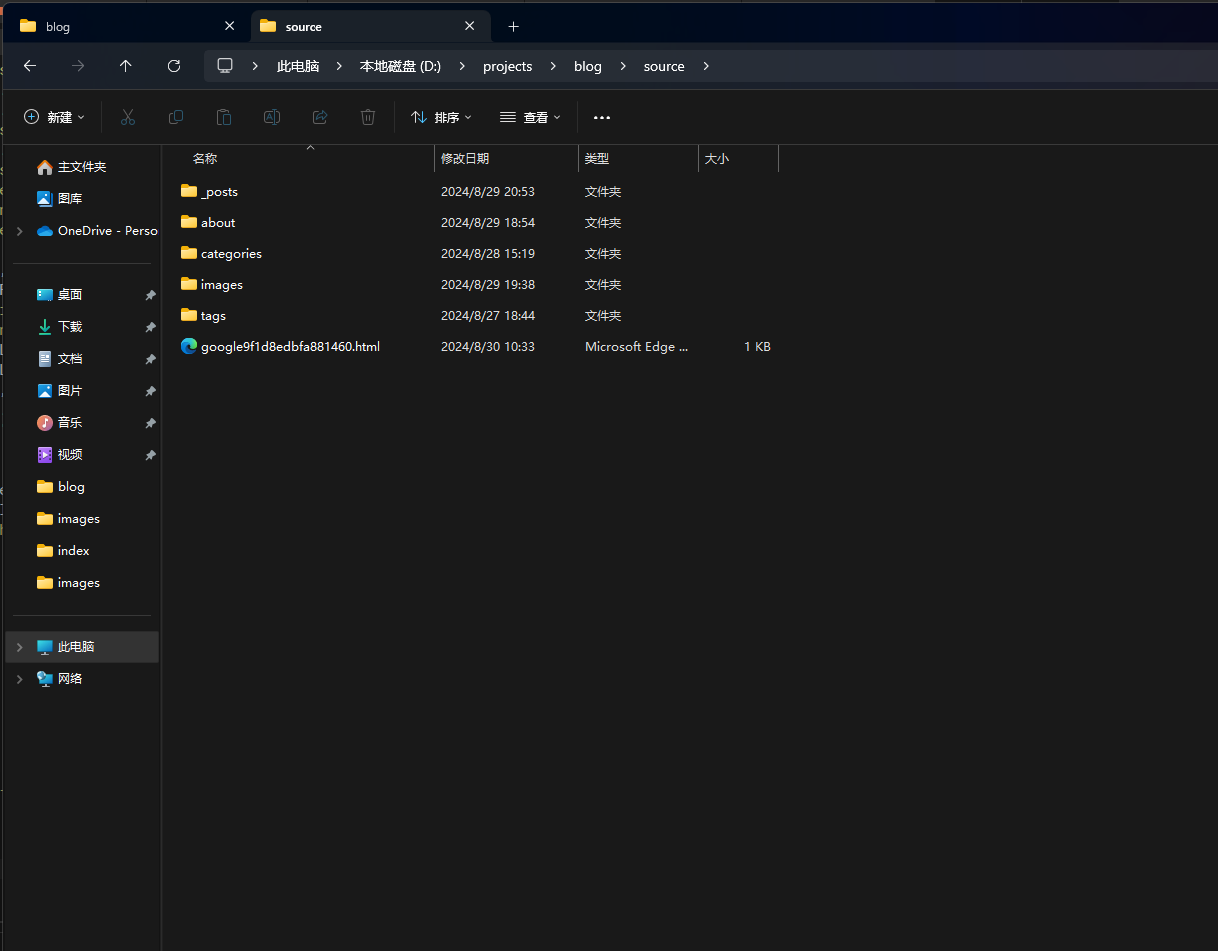 blog source
此电脑 本地磁盘 (D:) projects blog source
新建 排序 查看
名称 修改日期 类型 大小
主文件夹
图库
OneDrive - Perso
桌面
下载
文档
图片
音乐
视频
blog
images
index
images
此电脑
网络
_posts 2024/8/29 20:53 文件夹
about 2024/8/29 18:54 文件夹
categories 2024/8/28 15:19 文件夹
images 2024/8/29 19:38 文件夹
tags 2024/8/27 18:44 文件夹
google9f1d8edbfa881460.html 2024/8/30 10:33 Microsoft Edge ... 1 KB